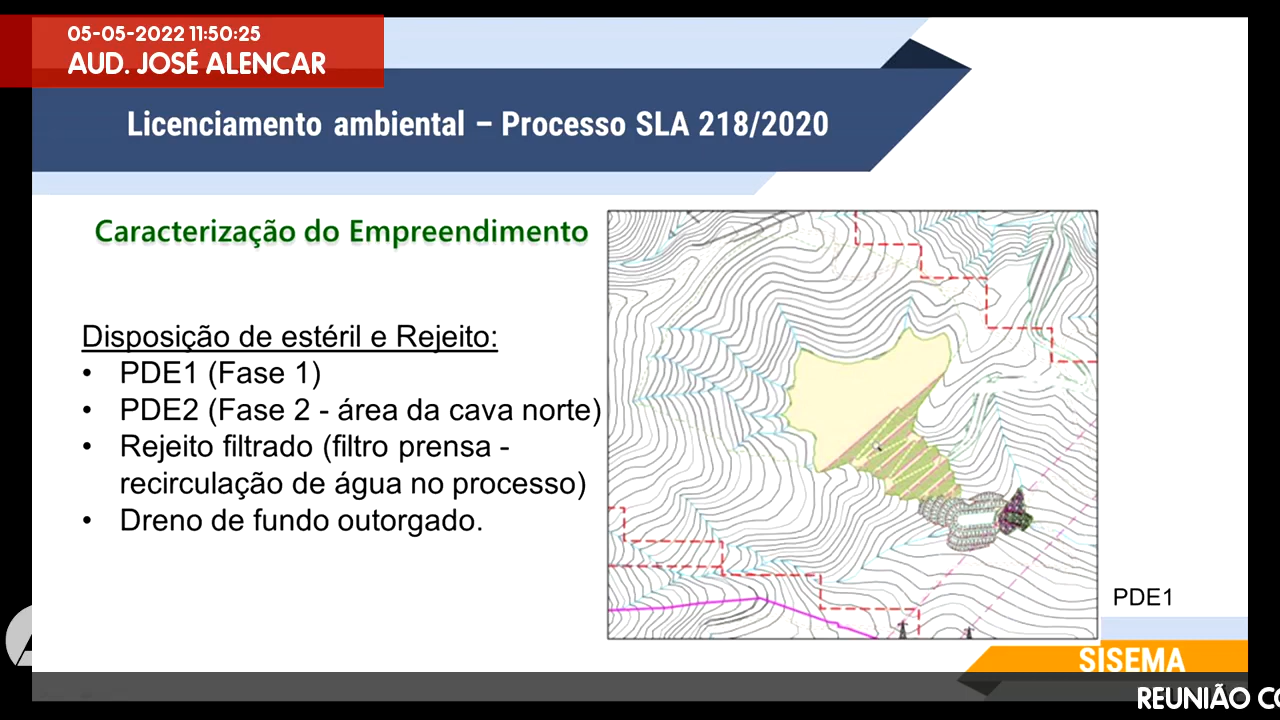 05-05-2022 11:50:25
AUD. JOSÉ ALENCAR
Licenciamento ambiental – Processo SLA 218/2020
Caracterização do Empreendimento
Disposição de estéril e Rejeito:
• PDE1 (Fase 1)
• PDE2 (Fase 2 - área da cava norte)
• Rejeito filtrado (filtro prensa -
recirculação de água no processo)
• Dreno de fundo outorgado.
PDE1
SISEMA
REUNIÃO